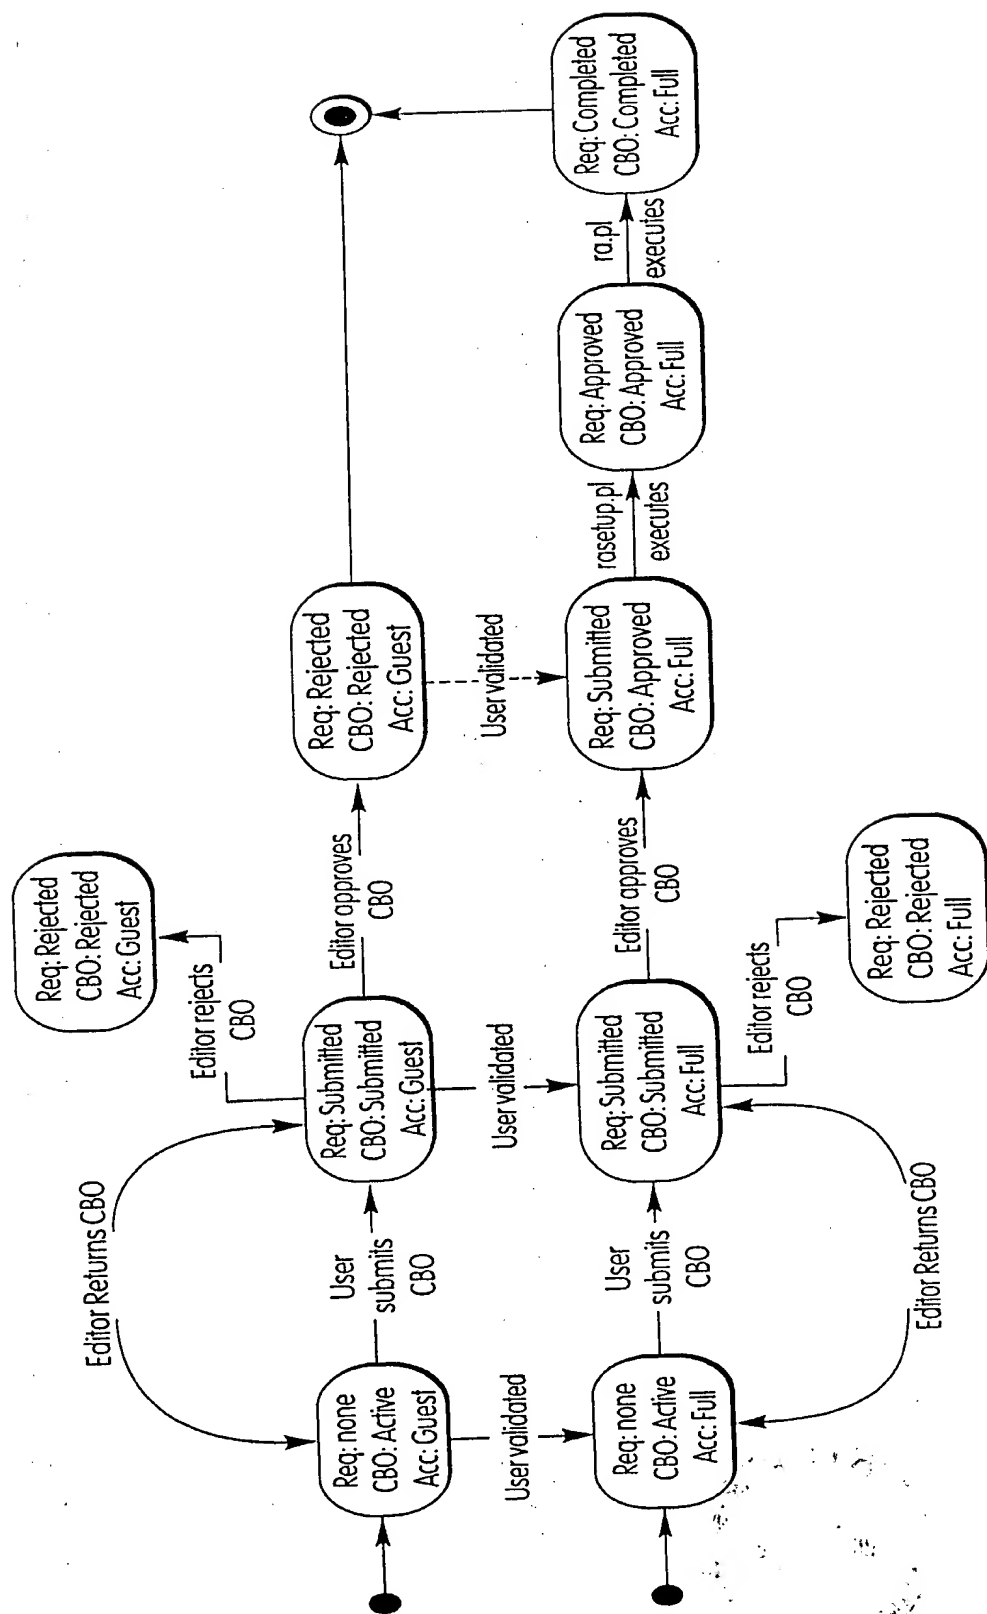 Req: Rejected
CBO: Rejected
Acc: Guest
Editor rejects
CBO
Editor Returns CBO
Req: none
CBO: Active
Acc: Guest
User
submits
CBO
Req: Submitted
CBO: Submitted
Acc: Guest
Editor approves
CBO
Req: Rejected
CBO: Rejected
Acc: Guest
User validated
User validated
User validated
Req: none
CBO: Active
Acc: Full
User
submits
CBO
Req: Submitted
CBO: Submitted
Acc: Full
Editor approves
CBO
Req: Submitted
CBO: Approved
Acc: Full
rasetup.pl
executes
Req: Approved
CBO: Approved
Acc: Full
ra.pl
executes
Req: Completed
CBO: Completed
Acc: Full
Editor rejects
CBO
Editor Returns CBO
Req: Rejected
CBO: Rejected
Acc: Full